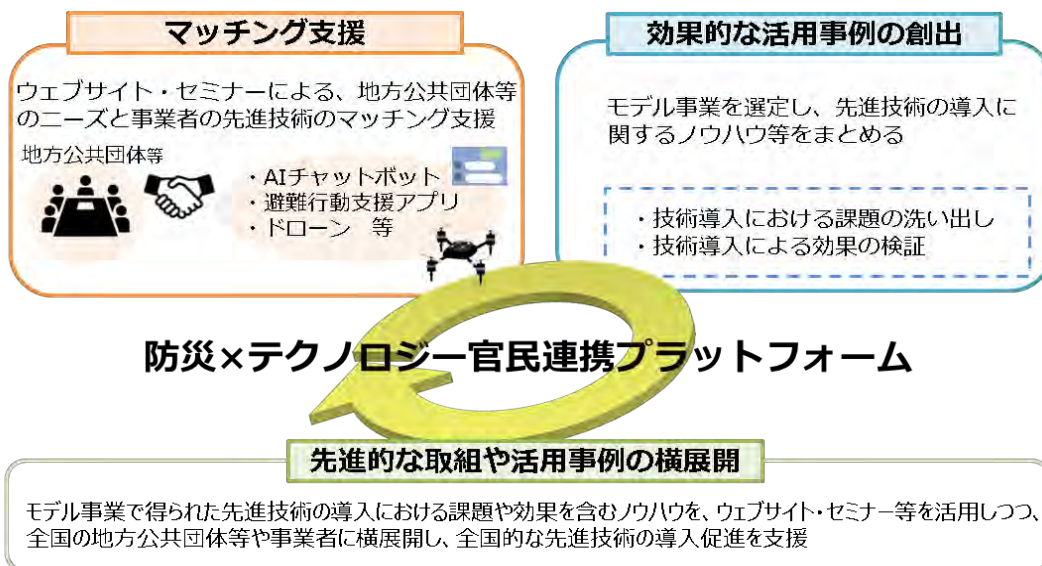 マッチング支援
ウェブサイト・セミナーによる、地方公共団体等
のニーズと事業者の先進技術のマッチング支援
地方公共団体等
・AIチャットボット
・避難行動支援アプリ
・ドローン 等
効果的な活用事例の創出
モデル事業を選定し、先進技術の導入に
関するノウハウ等をまとめる
・技術導入における課題の洗い出し
・技術導入による効果の検証
防災×テクノロジー官民連携プラットフォーム
先進的な取組や活用事例の横展開
モデル事業で得られた先進技術の導入における課題や効果を含むノウハウを、ウェブサイト・セミナー等を活用しつつ、
全国の地方公共団体等や事業者に横展開し、全国的な先進技術の導入促進を支援